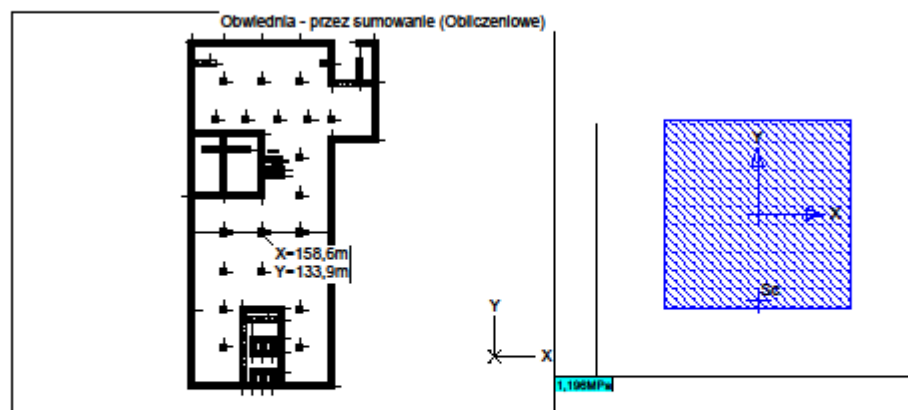 Obwiednia - przez sumowanie (Obliczeniowe)
Y
X
X=158,6m
Y=133,9m
Sc
Y
X
1,196MPa